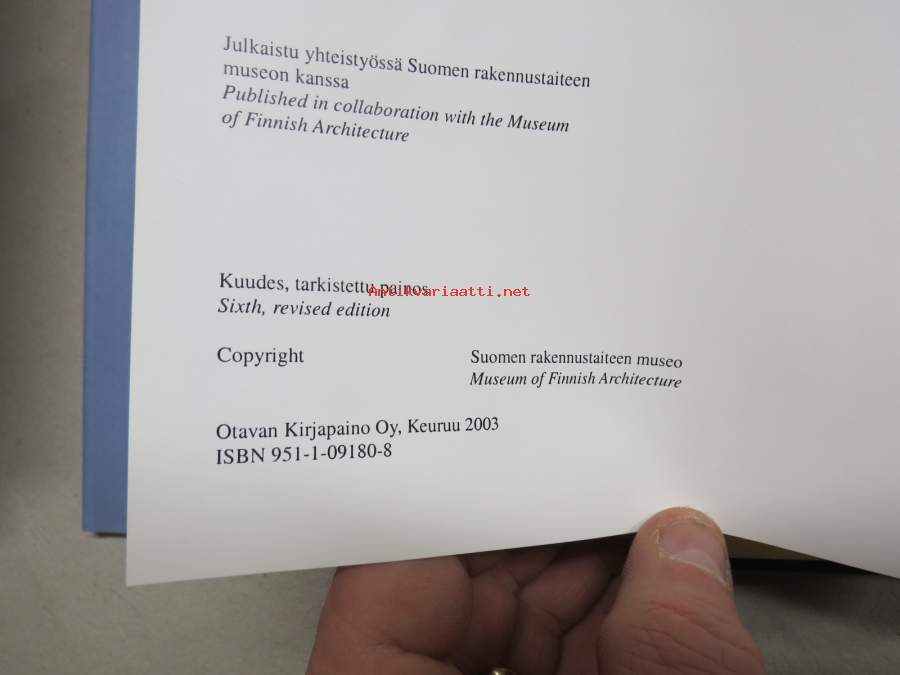 Julkaistu yhteistyössä Suomen rakennustaiteen
museon kanssa
Published in collaboration with the Museum
of Finnish Architecture
Kuudes, tarkistettu painos
Antikvariaatti.net
Sixth, revised edition
Copyright
Suomen rakennustaiteen museo
Museum of Finnish Architecture
Otavan Kirjapaino Oy, Keuruu 2003
ISBN 951-1-09180-8